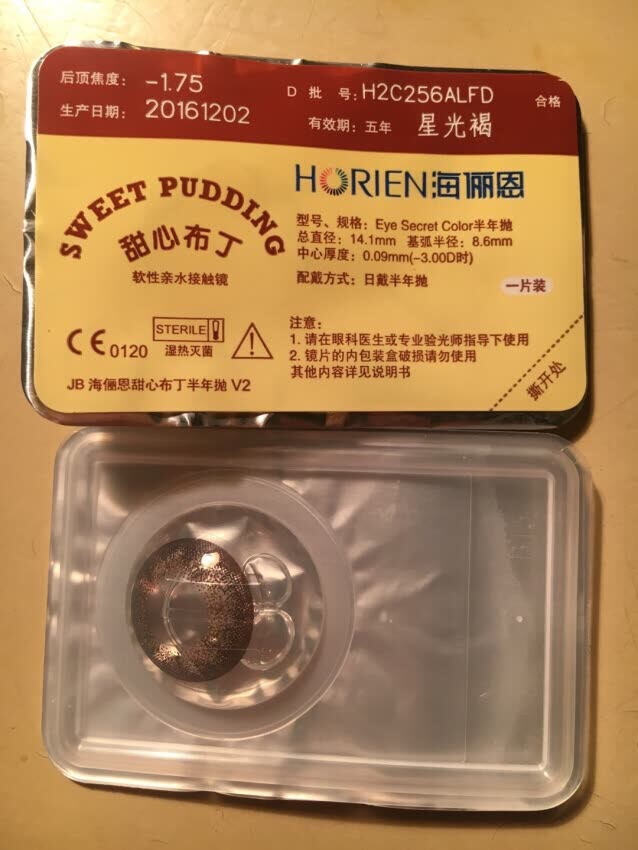 后顶焦度： -1.75 D 批 号：H2C256ALFD 合格
生产日期： 20161202 有效期：五年 星光褐
HORIEN海俪恩
SWEET PUDDING
甜心布丁
软性亲水接触镜
型号、规格：Eye Secret Color半年抛
总直径：14.1mm 基弧半径：8.6mm
中心厚度：0.09mm(-3.00D时)
配戴方式：日戴半年抛
一片装
CE 0120
STERILE
湿热灭菌
注意：
1. 请在眼科医生或专业验光师指导下使用
2. 镜片的内包装盒破损请勿使用
其他内容详见说明书
JB 海俪恩甜心布丁半年抛 V2
撕开处